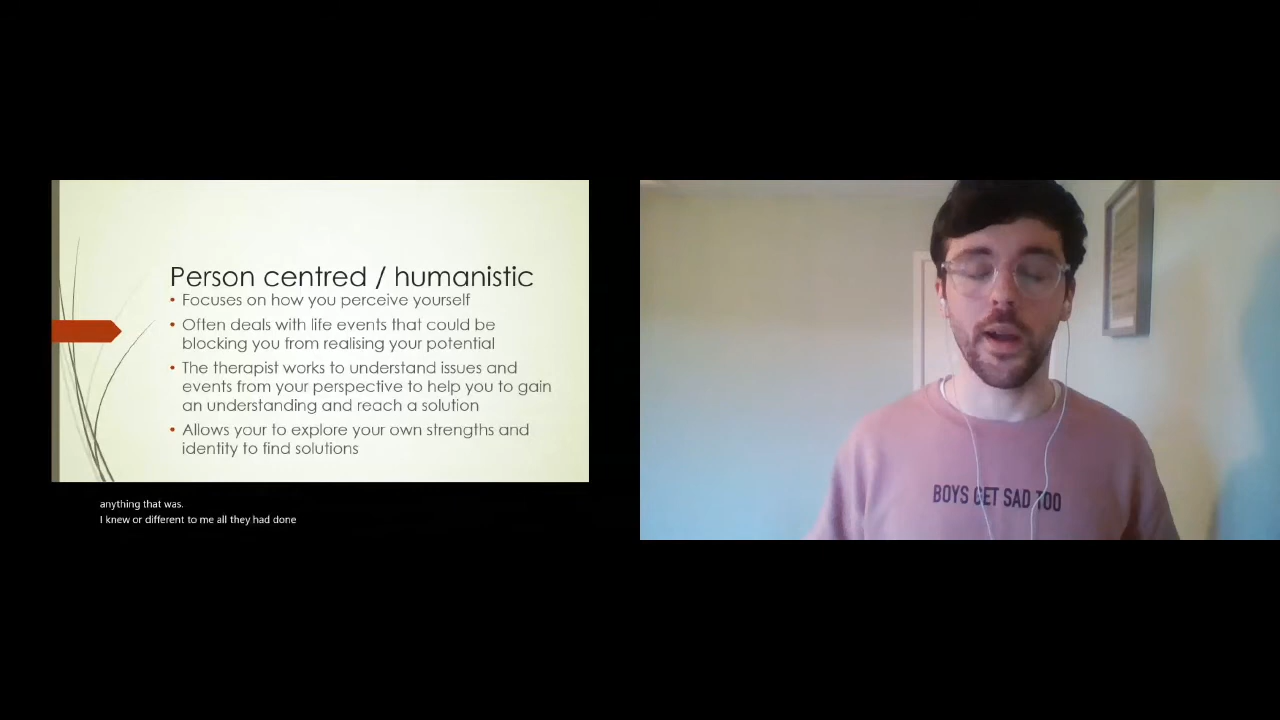 Person centred / humanistic
• Focuses on how you perceive yourself
• Often deals with life events that could be
blocking you from realising your potential
• The therapist works to understand issues and
events from your perspective to help you to gain
an understanding and reach a solution
• Allows your to explore your own strengths and
identity to find solutions
anything that was.
I knew or different to me all they had done
BOYS GET SAD TOO